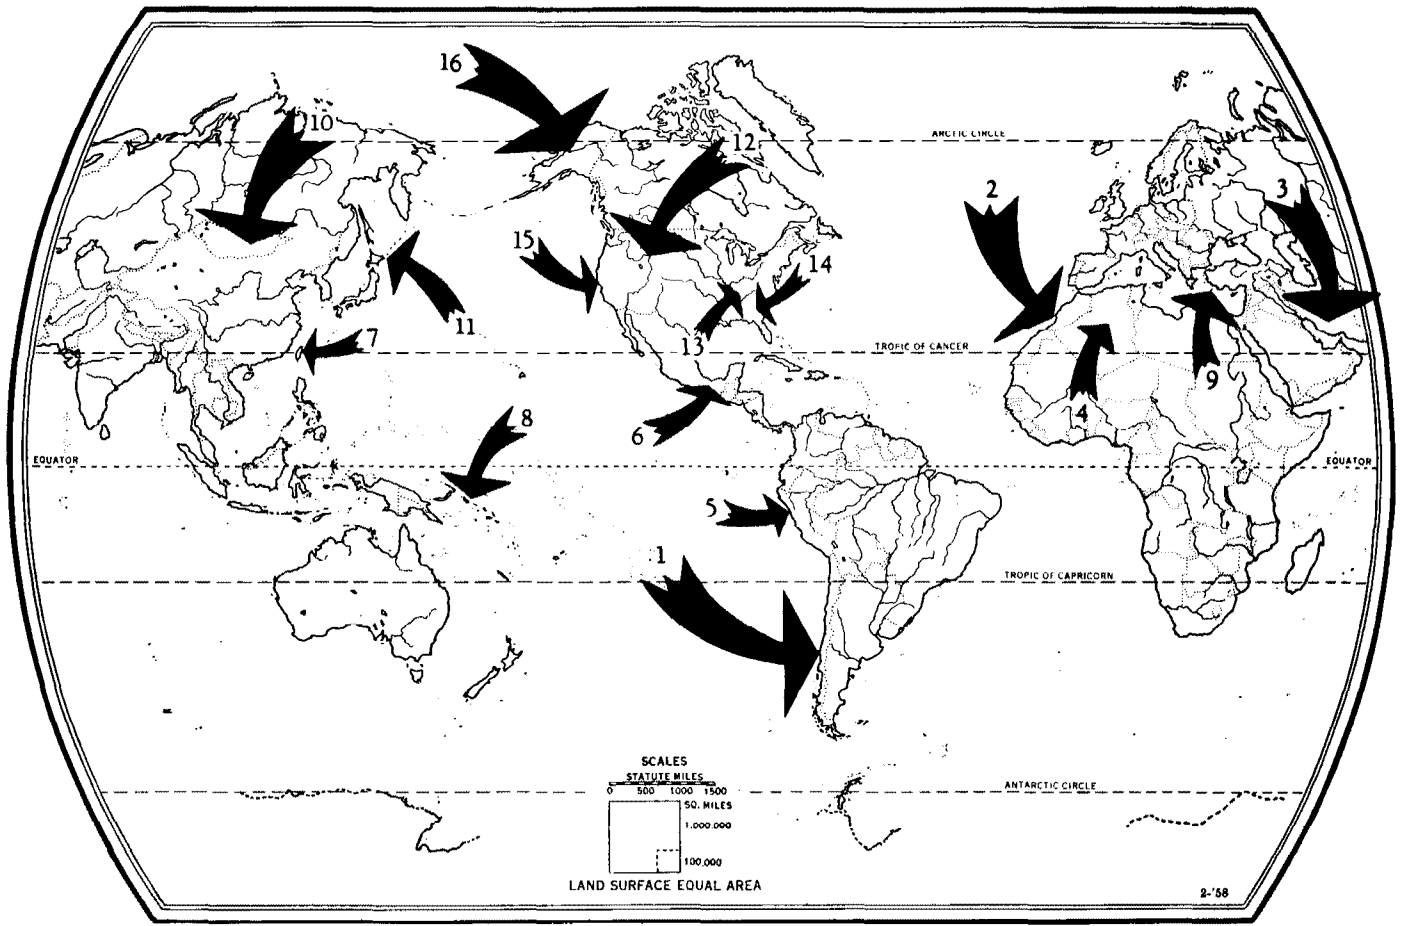 16
10
12
ARCTIC CIRCLE
2
3
15
14
11
7
13
TROPIC OF CANCER
9
4
8
6
EQUATOR
EQUATOR
5
1
TROPIC OF CAPRICORN
SCALES
STATUTE MILES
0 500 1000 1500
SQ. MILES
1,000,000
100,000
LAND SURFACE EQUAL AREA
ANTARCTIC CIRCLE
2-'58